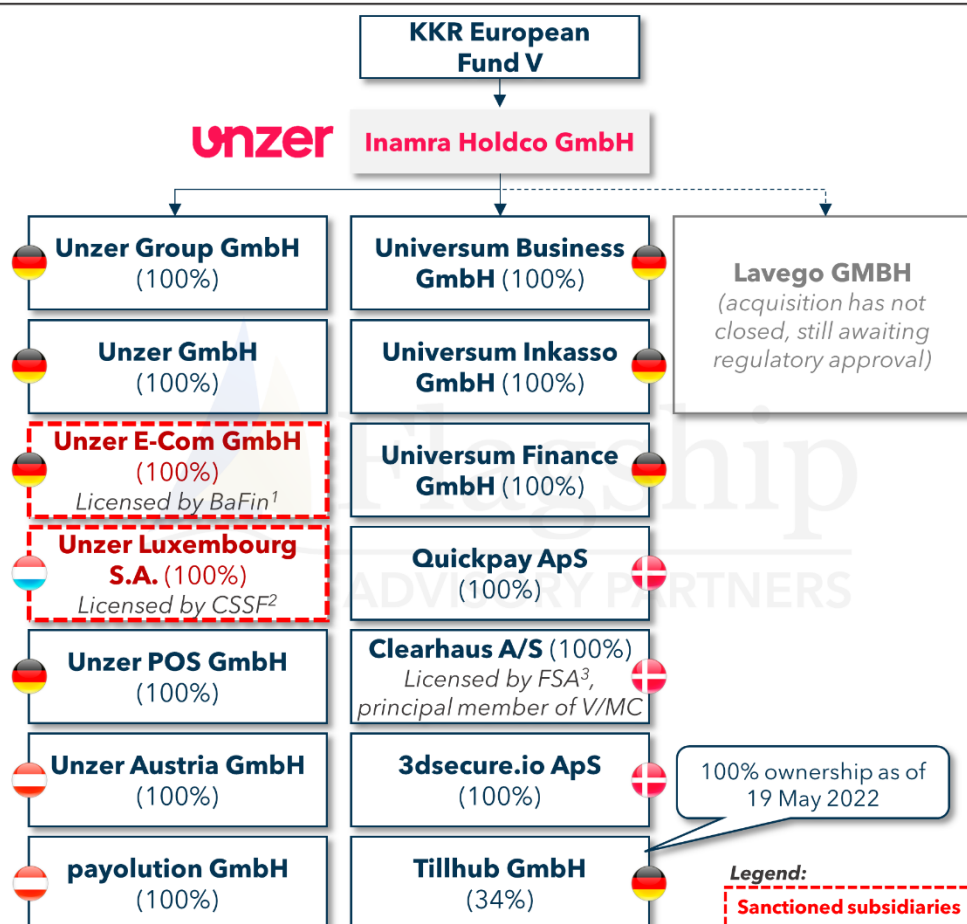 KKR European
Fund V
unzer
Inamra Holdco GmbH
Unzer Group GmbH
(100%)
Unzer GmbH
(100%)
Unzer E-Com GmbH
(100%)
Licensed by BaFin¹
Unzer Luxembourg
S.A. (100%)
Licensed by CSSF²
Unzer POS GmbH
(100%)
Unzer Austria GmbH
(100%)
payolution GmbH
(100%)
Universum Business
GmbH (100%)
Universum Inkasso
GmbH (100%)
Universum Finance
GmbH (100%)
Quickpay ApS
(100%)
Clearhaus A/S (100%)
Licensed by FSA³,
principal member of V/MC
3dsecure.io ApS
(100%)
Tillhub GmbH
(34%)
Lavego GMBH
(acquisition has not
closed, still awaiting
regulatory approval)
100% ownership as of
19 May 2022
Legend:
Sanctioned subsidiaries
Flagship
ADVISORY PARTNERS